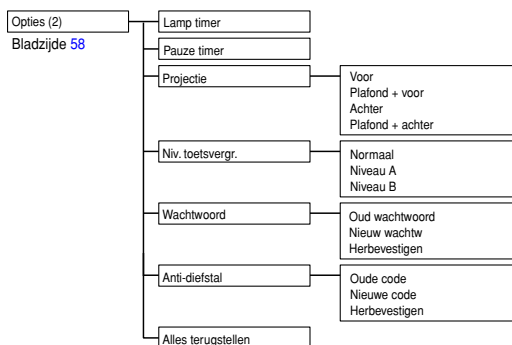 Opties (2)
Bladzijde 58
Lamp timer
Pauze timer
Projectie
Voor
Plafond + voor
Achter
Plafond + achter
Niv. toetsvergr.
Normaal
Niveau A
Niveau B
Wachtwoord
Oud wachtwoord
Nieuw wachtw
Herbevestigen
Anti-diefstal
Oude code
Nieuwe code
Herbevestigen
Alles terugstellen